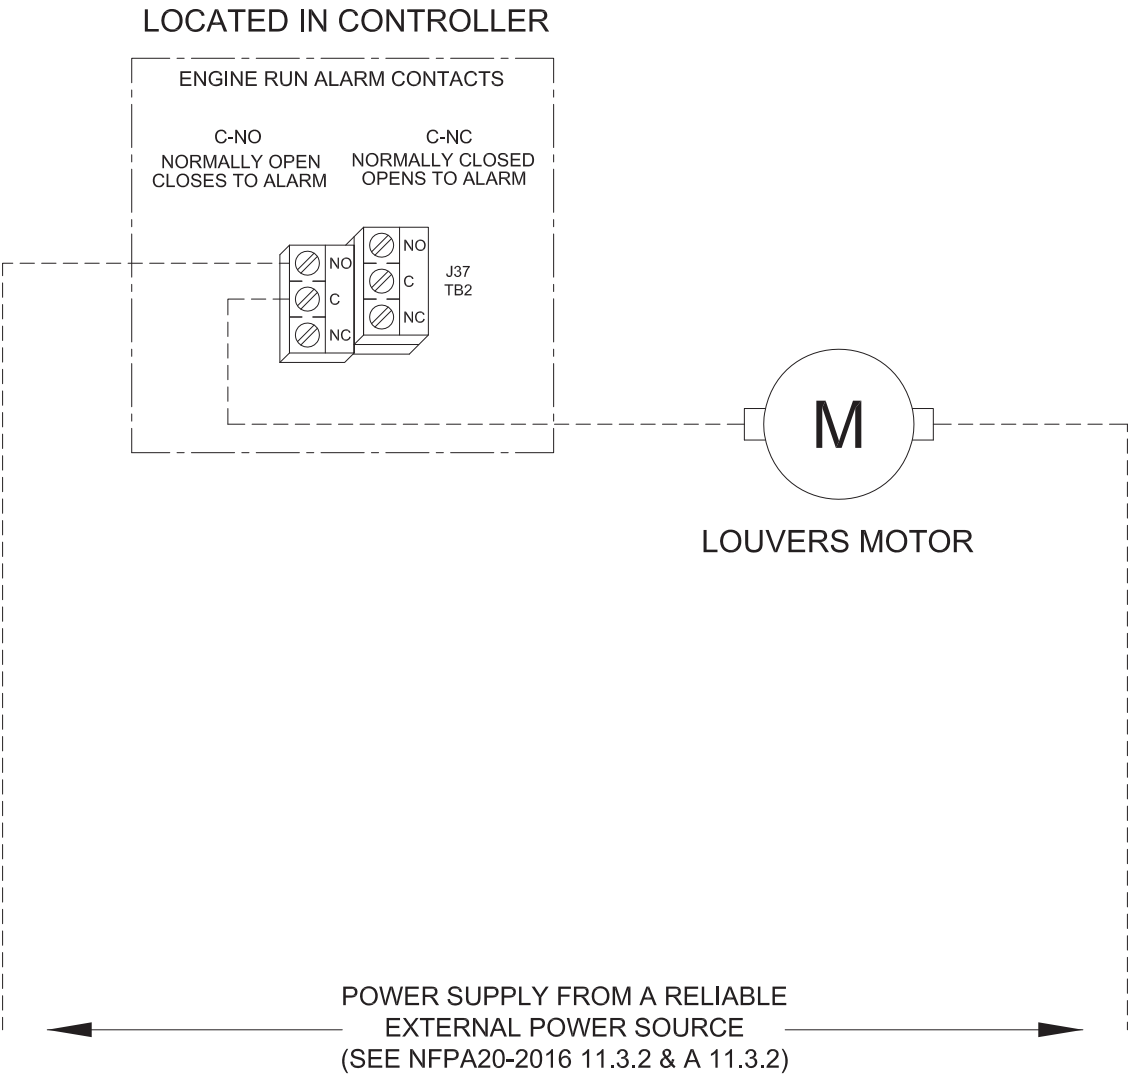 LOCATED IN CONTROLLER
ENGINE RUN ALARM CONTACTS
C-NO
NORMALLY OPEN
CLOSES TO ALARM
C-NC
NORMALLY CLOSED
OPENS TO ALARM
NO
C
NC
NO
C
NC
J37
TB2
M
LOUVERS MOTOR
POWER SUPPLY FROM A RELIABLE
EXTERNAL POWER SOURCE
(SEE NFPA20-2016 11.3.2 & A 11.3.2)